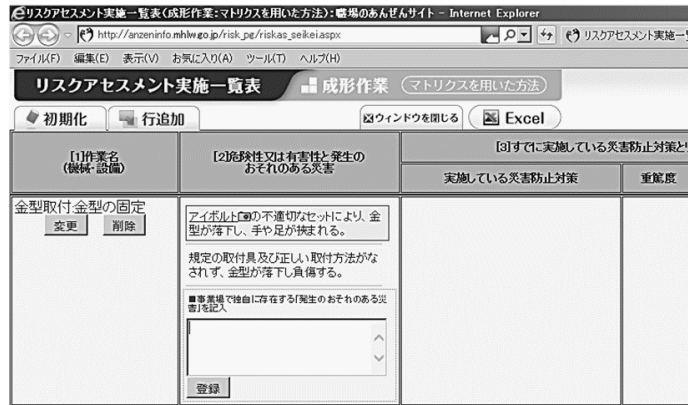 リスクアセスメント実施一覧表(成形作業:マトリクスを用いた方法):職場のあんぜんサイト - Internet Explorer
http://anzeninfo.mhlw.go.jp/risk_pg/riskas_seikei.aspx
リスクアセスメント実施一
ファイル(F) 編集(E) 表示(V) お気に入り(A) ツール(T) ヘルプ(H)
リスクアセスメント実施一覧表 成形作業 (マトリクスを用いた方法)
初期化 行追加 ウィンドウを閉じる Excel
[1]作業名
(機械・設備)
[2]危険性又は有害性と発生の
おそれのある災害
[3]すでに実施している災害防止対策と
実施している災害防止対策 重篤度
金型取付:金型の固定
変更 削除
アイボルトの不適切なセットにより、金
型が落下し、手や足が挟まれる。
規定の取付具及び正しい取付方法がな
されず、金型が落下し負傷する。
■事業場で独自に存在する「発生のおそれのある災
害」を記入
登録